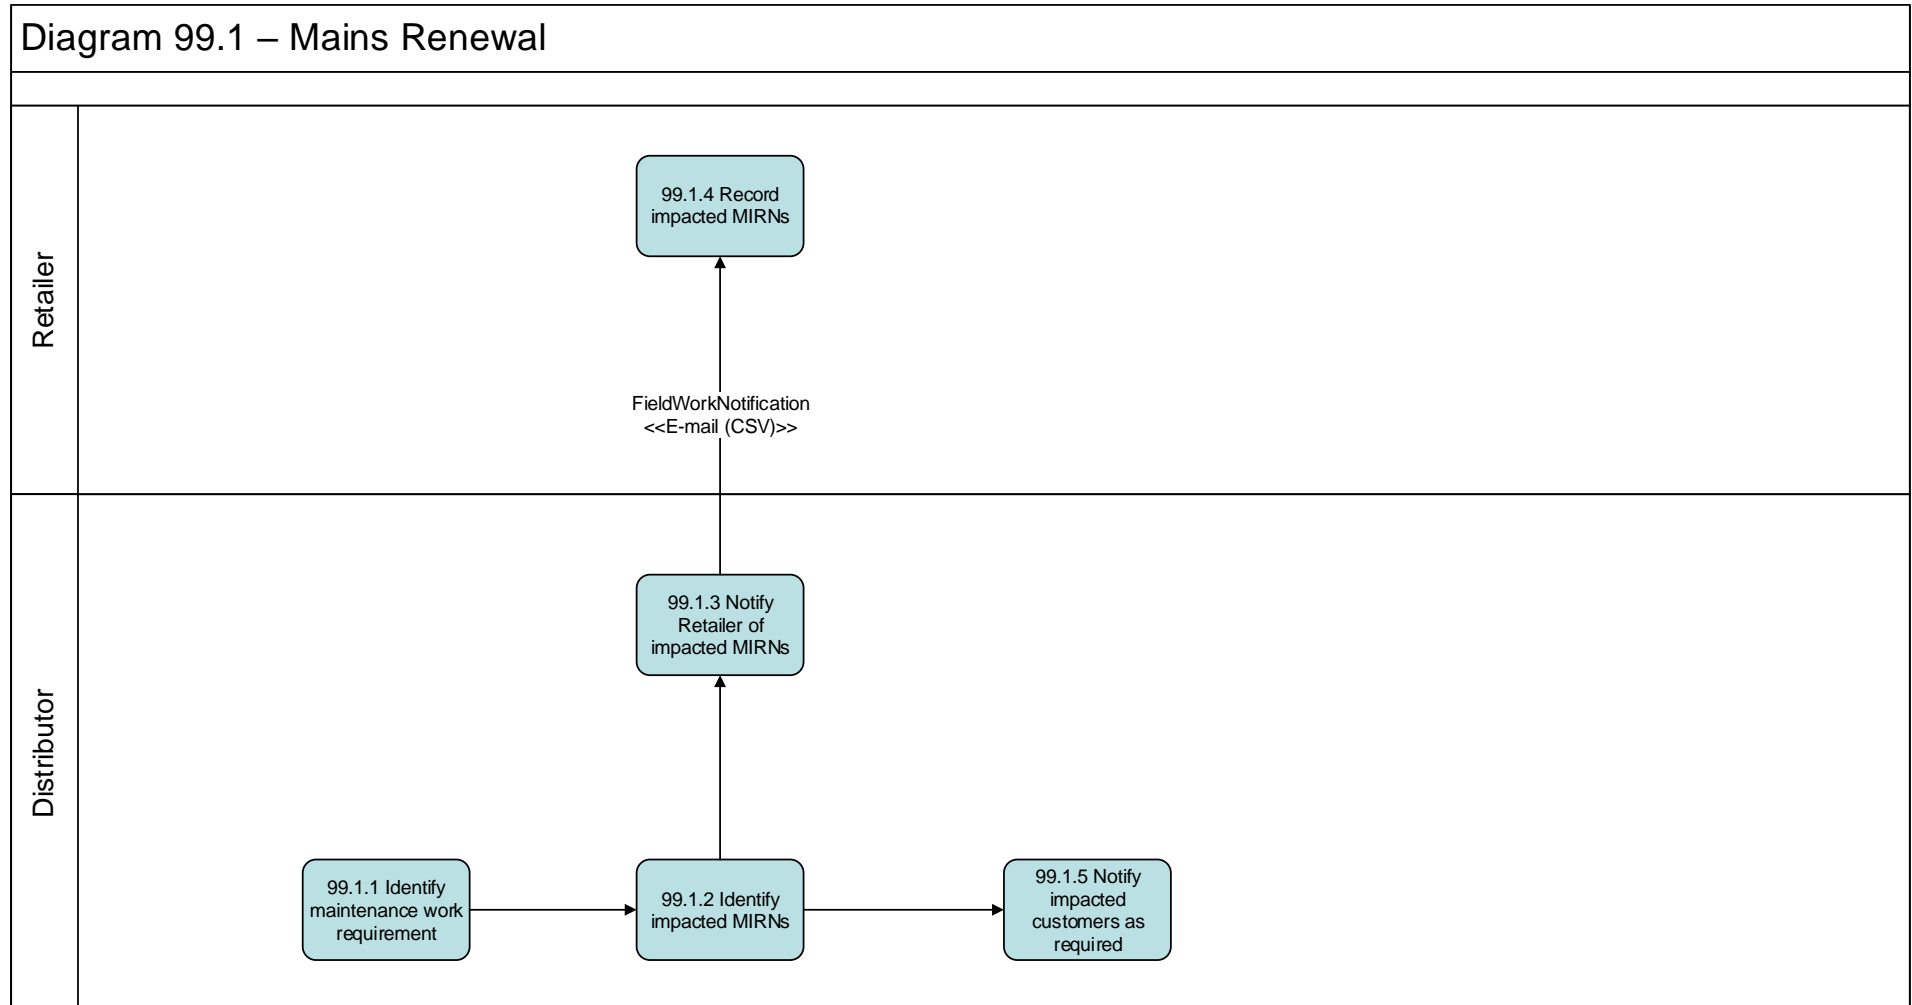 Diagram 99.1 – Mains Renewal
Retailer
99.1.4 Record
impacted MIRNs
FieldWorkNotification
<<E-mail (CSV)>>
Distributor
99.1.3 Notify
Retailer of
impacted MIRNs
99.1.1 Identify
maintenance work
requirement
99.1.2 Identify
impacted MIRNs
99.1.5 Notify
impacted
customers as
required